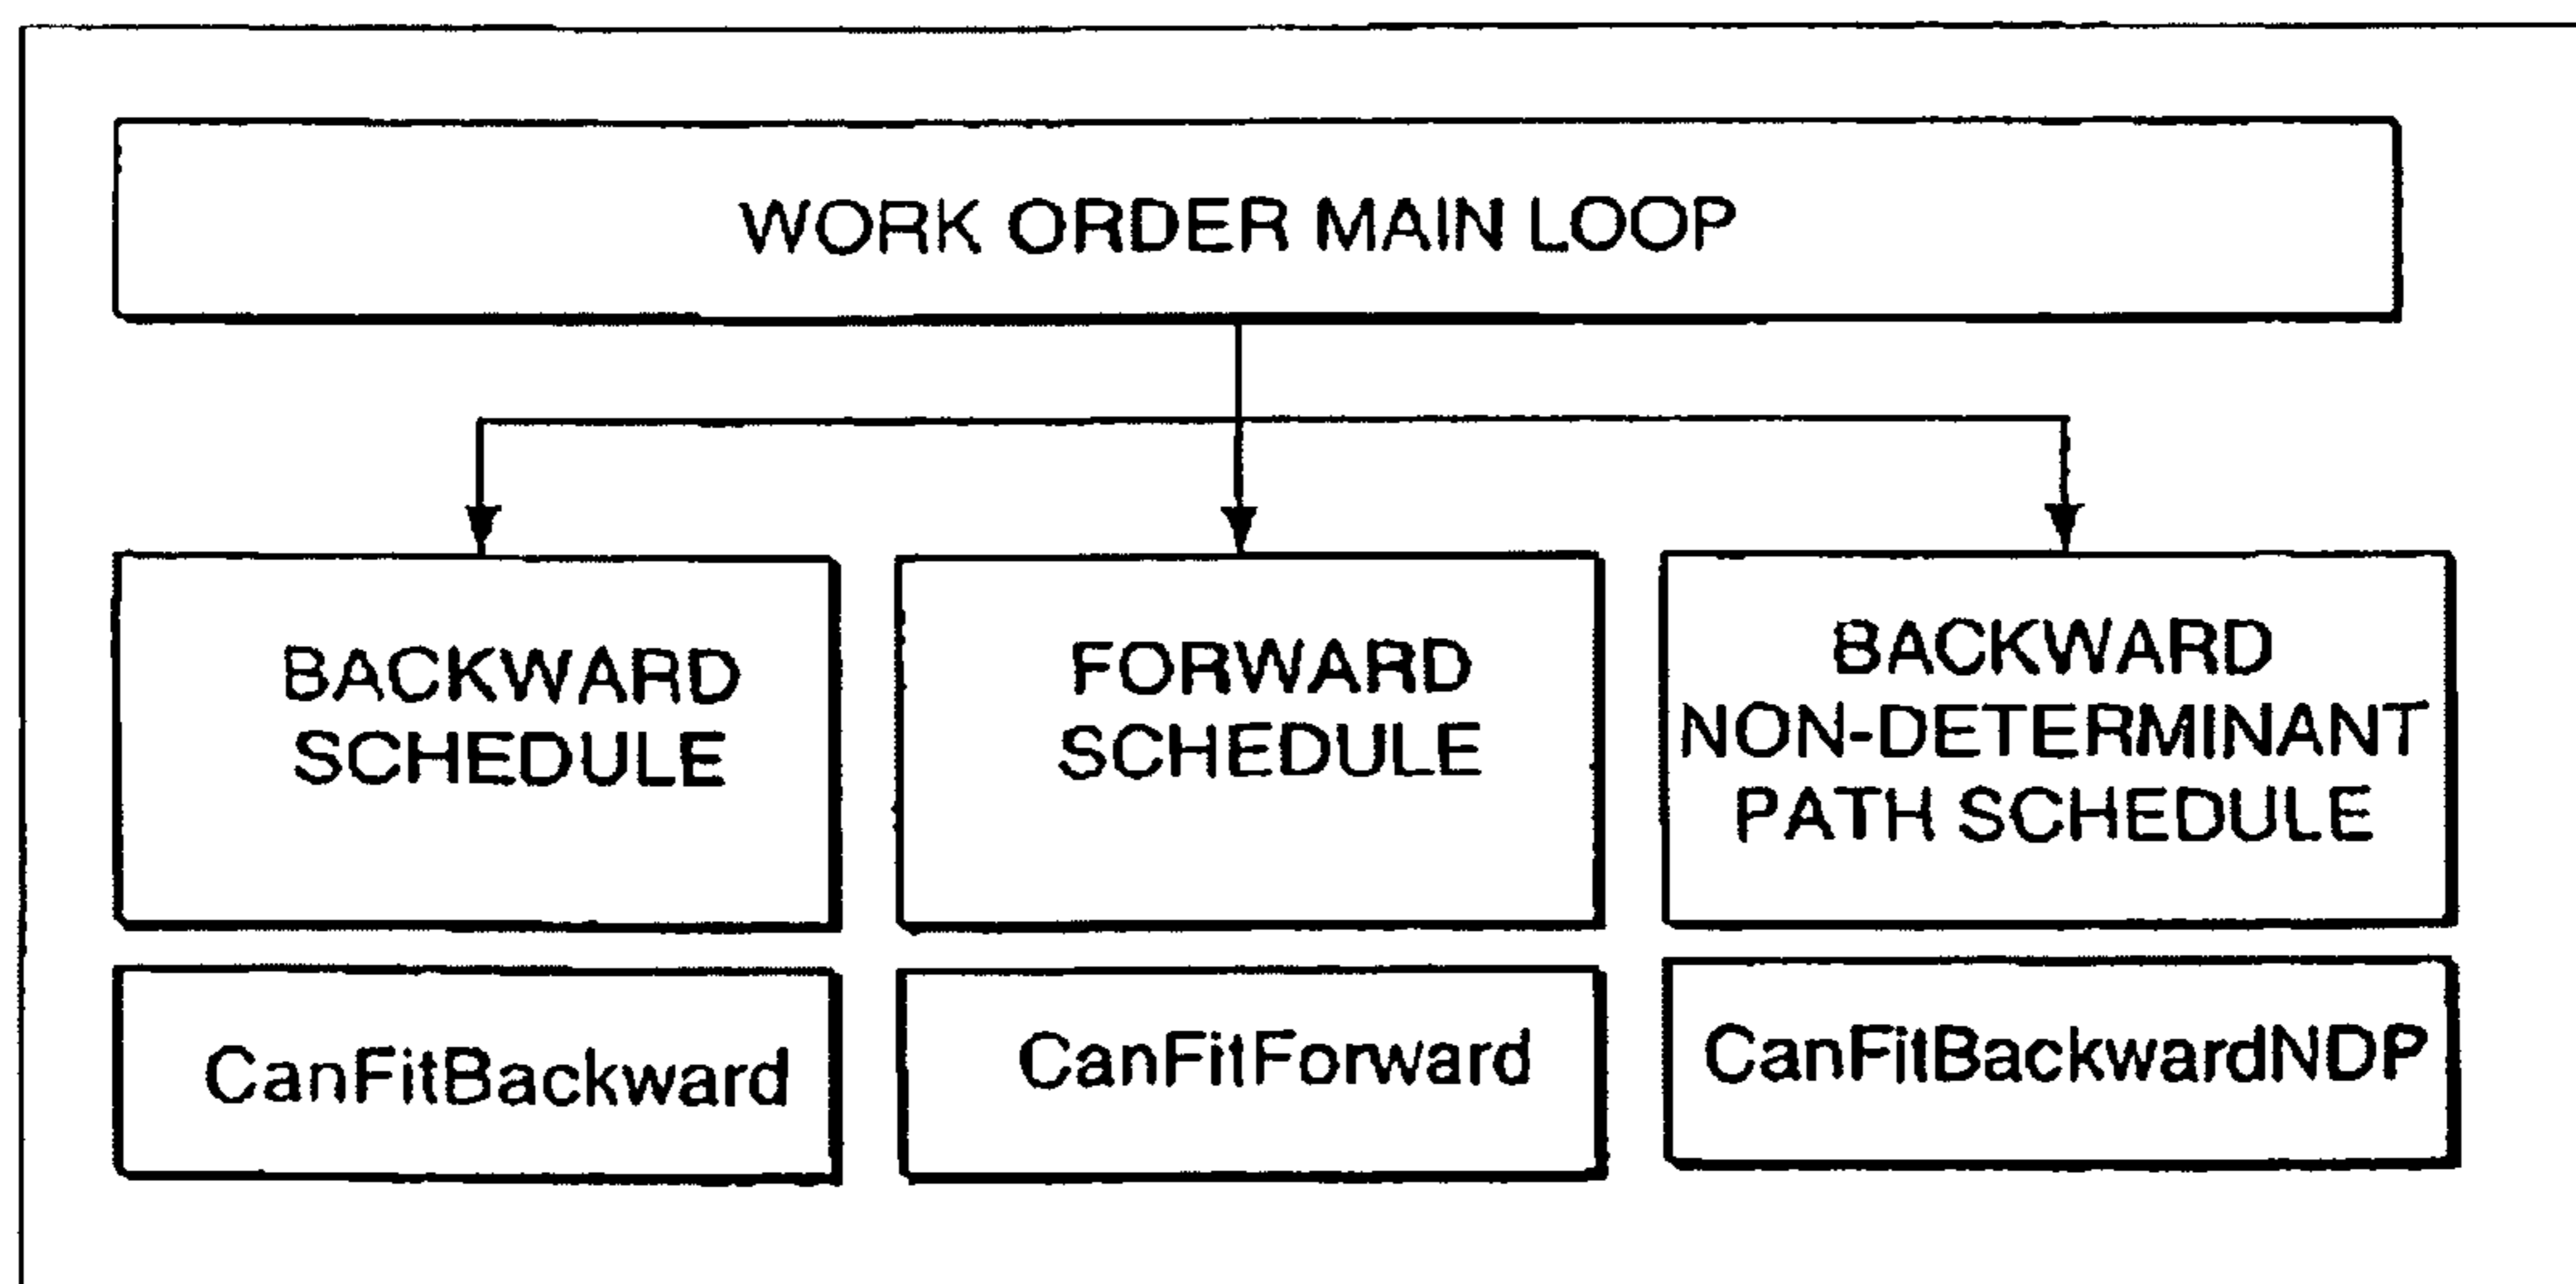 WORK ORDER MAIN LOOP
BACKWARD
SCHEDULE
FORWARD
SCHEDULE
BACKWARD
NON-DETERMINANT
PATH SCHEDULE
CanFitBackward
CanFitForward
CanFitBackwardNDP